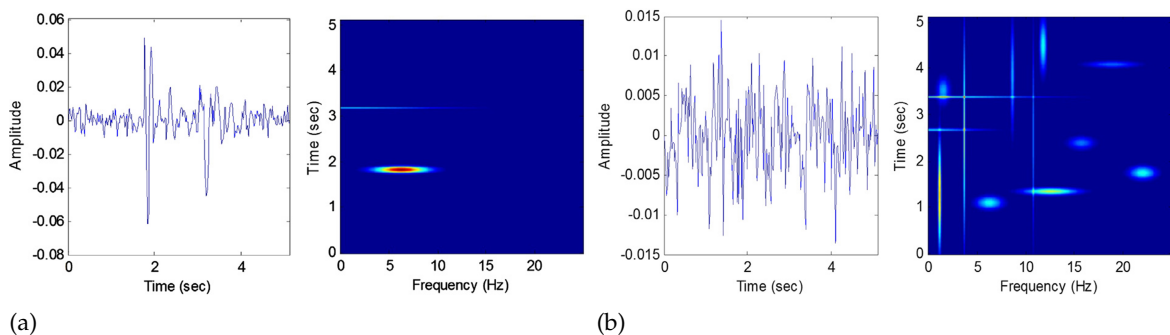 0.06
0.04
0.02
0
-0.02
-0.04
-0.06
-0.08
Amplitude
0 2 4
Time (sec)
5
4
3
2
1
0
Time (sec)
0 5 10 15 20
Frequency (Hz)
(a)
0.015
0.01
0.005
0
-0.005
-0.01
-0.015
Amplitude
0 2 4
Time (sec)
5
4
3
2
1
0
Time (sec)
0 5 10 15 20
Frequency (Hz)
(b)